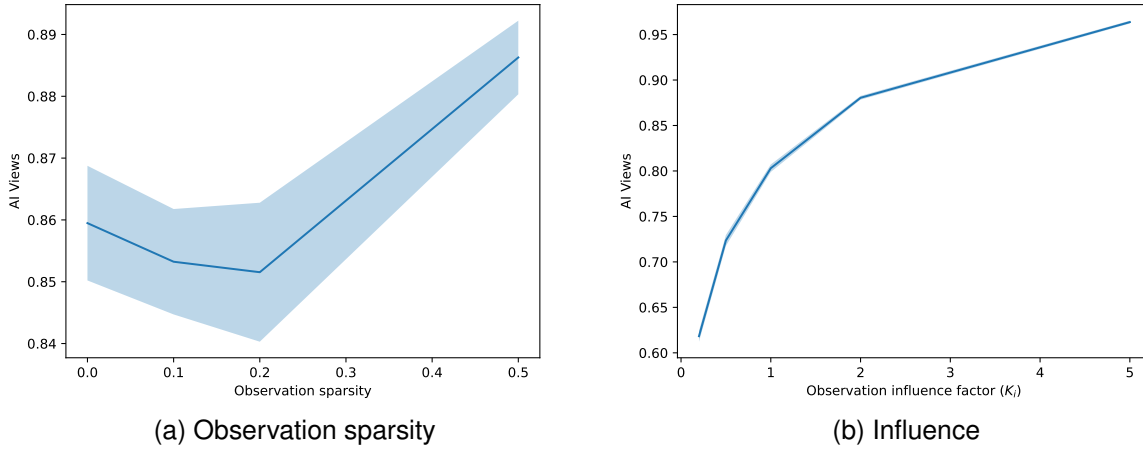 0.89
0.88
0.87
0.86
0.85
0.84
AI Views
0.0 0.1 0.2 0.3 0.4 0.5
Observation sparsity
(a) Observation sparsity
0.95
0.90
0.85
0.80
0.75
0.70
0.65
0.60
AI Views
0 1 2 3 4 5
Observation influence factor (K_i)
(b) Influence